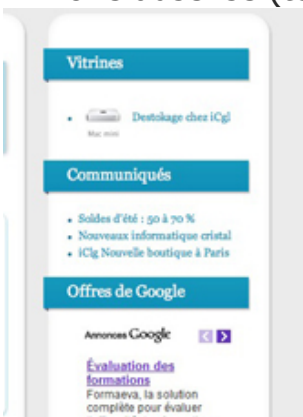 Vitrines
• Destokage chez iCgl
Mac mini
Communiqués
• Soldes d'été : 50 à 70 %
• Nouveaux informatique cristal
• iClg Nouvelle boutique à Paris
Offres de Google
Annonces Google
Évaluation des
formations
Formaeva, la solution
complète pour évaluer